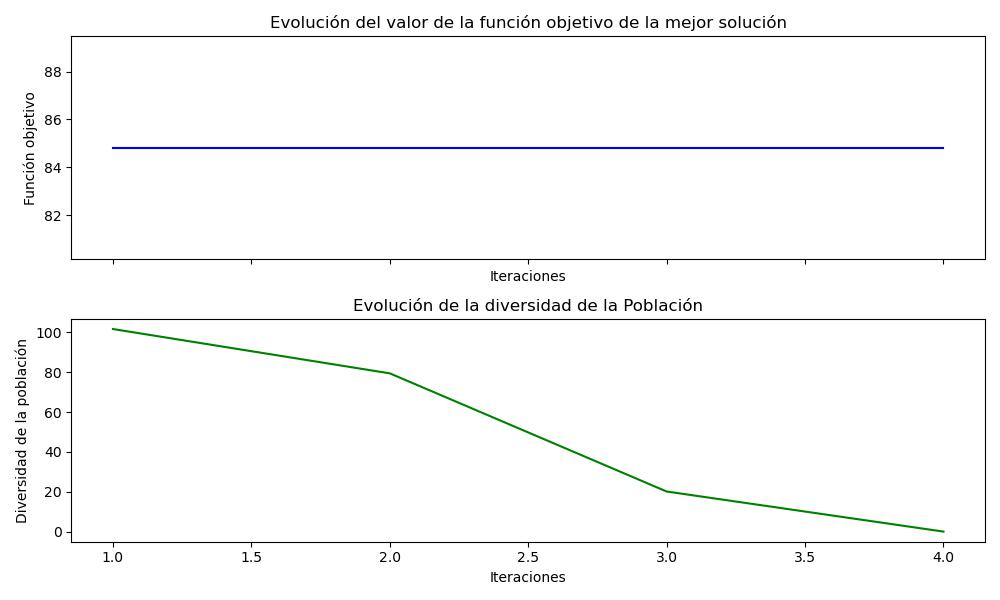 Evolución del valor de la función objetivo de la mejor solución
Función objetivo
88
86
84
82
Iteraciones
Evolución de la diversidad de la Población
Diversidad de la población
100
80
60
40
20
0
1.0 1.5 2.0 2.5 3.0 3.5 4.0
Iteraciones